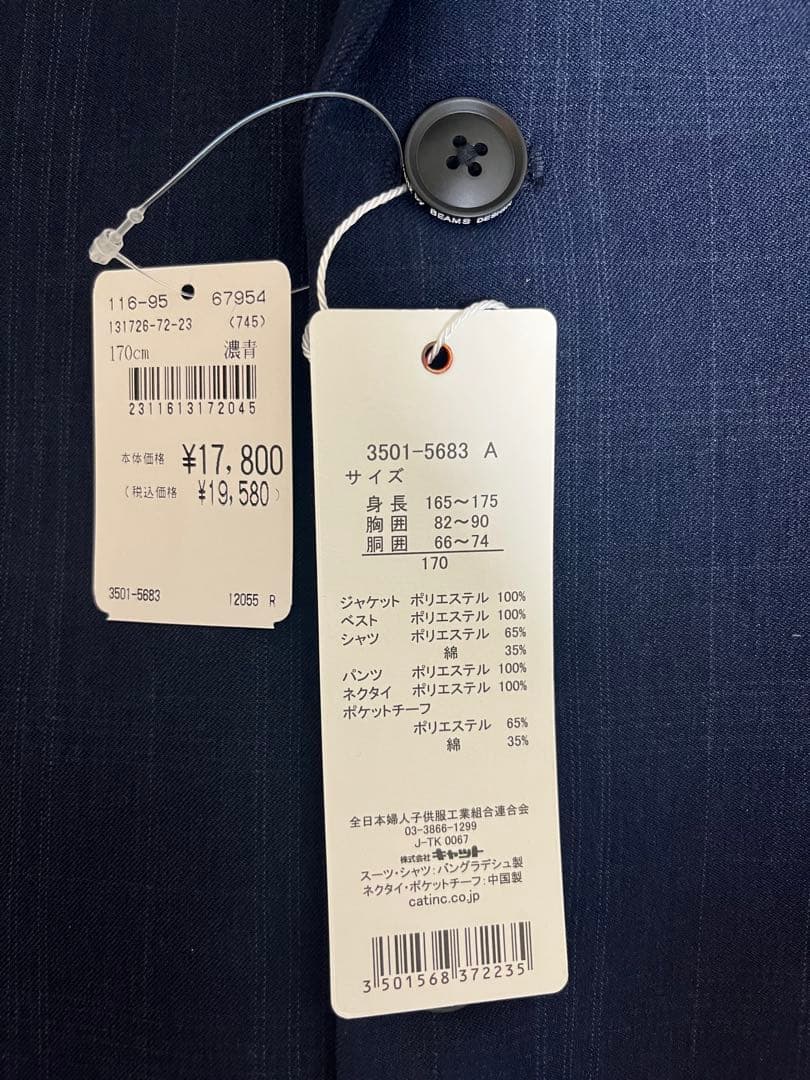 BEAMS DESIGN
116-95 67954
131726-72-23 (745)
170cm 濃青
2311613172045
本体価格 ¥17,800
(税込価格 ¥19,580)
3501-5683 12055 R
3501-5683 A
サイズ
身長 165〜175
胸囲 82〜90
胴囲 66〜74
170
ジャケット ポリエステル 100%
ベスト ポリエステル 100%
シャツ ポリエステル 65%
綿 35%
パンツ ポリエステル 100%
ネクタイ ポリエステル 100%
ポケットチーフ
ポリエステル 65%
綿 35%
全日本婦人子供服工業組合連合会
03-3866-1299
J-TK 0067
株式会社 キャット
スーツ・シャツ:バングラデシュ製
ネクタイ・ポケットチーフ:中国製
catinc.co.jp
3 501568 372235